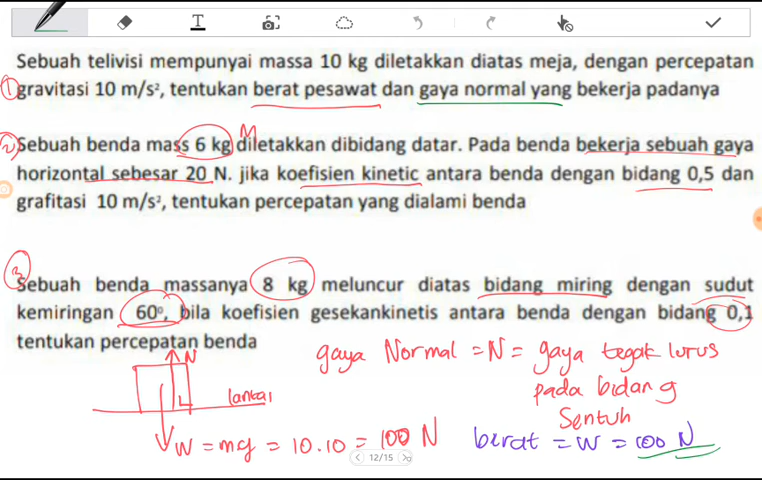 T
Sebuah telivisi mempunyai massa 10 kg diletakkan diatas meja, dengan percepatan
① gravitasi 10 m/s², tentukan berat pesawat dan gaya normal yang bekerja padanya
M
② Sebuah benda mass 6 kg diletakkan dibidang datar. Pada benda bekerja sebuah gaya
horizontal sebesar 20 N. jika koefisien kinetic antara benda dengan bidang 0,5 dan
grafitasi 10 m/s², tentukan percepatan yang dialami benda
③ Sebuah benda massanya 8 kg meluncur diatas bidang miring dengan sudut
kemiringan 60⁰, bila koefisien gesekankinetis antara benda dengan bidang 0,1
tentukan percepatan benda
N
gaya Normal = N = gaya tegak lurus
pada bidang
Sentuh
lantai
W = mg = 10.10 = 100 N
berat = W = 100 N
12/15